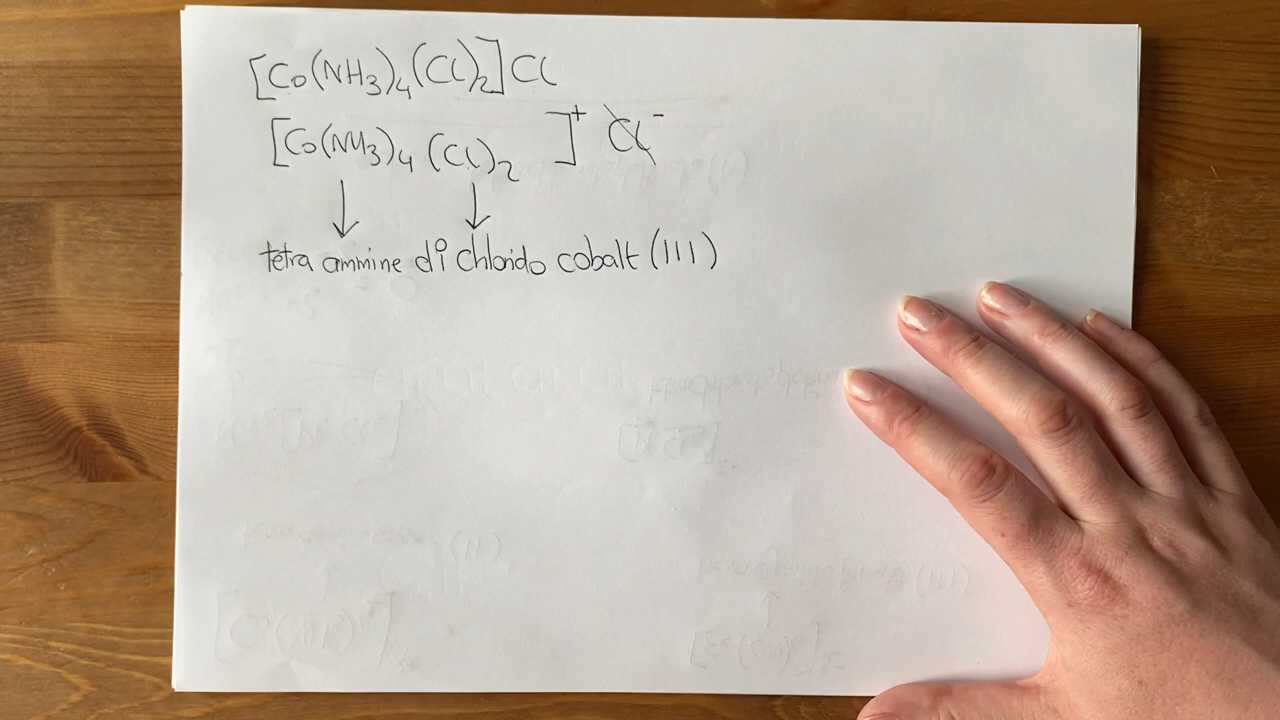 [Co(NH3)4(Cl)2]Cl
[Co(NH3)4 (Cl)2 ]+ Cl-
tetra ammine di chlorido cobalt (III)